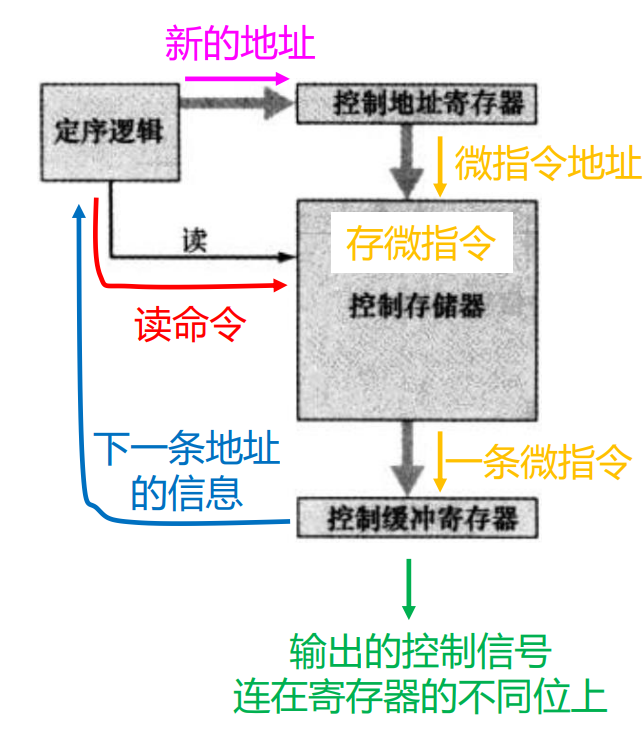 新的地址
定序逻辑
控制地址寄存器
微指令地址
读
存微指令
控制存储器
读命令
下一条地址
的信息
一条微指令
控制缓冲寄存器
输出的控制信号
连在寄存器的不同位上